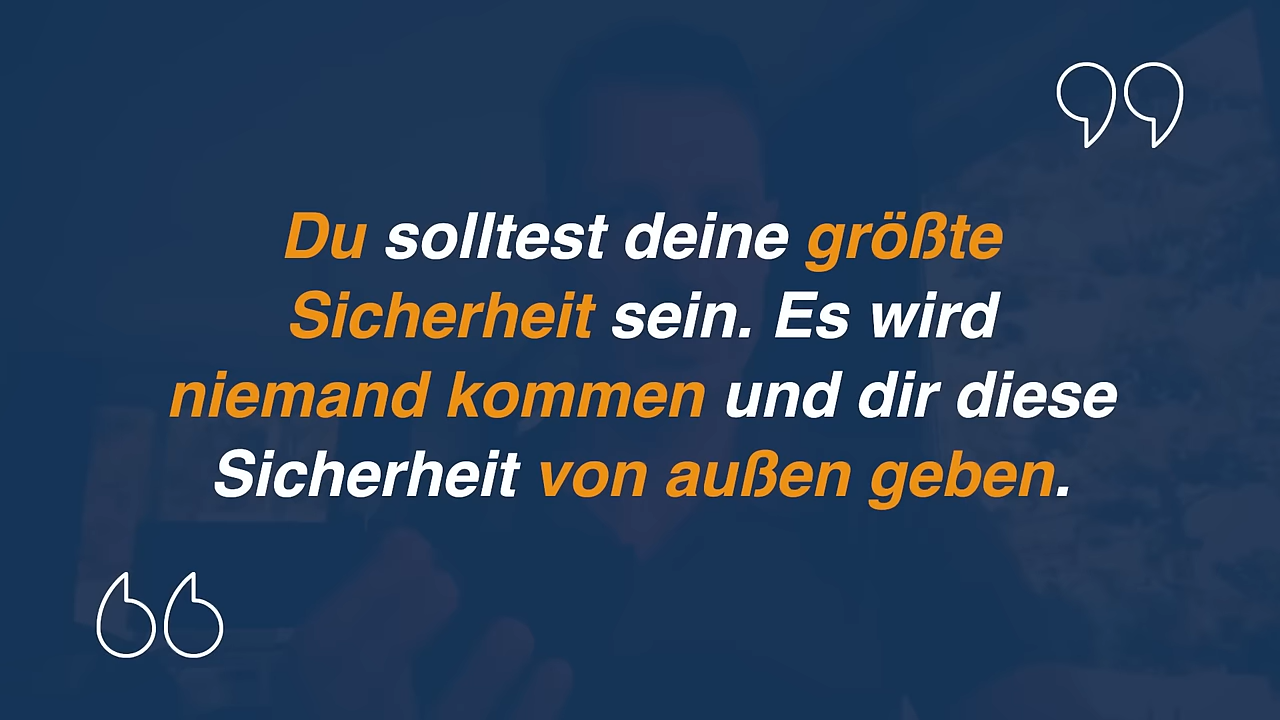 Du solltest deine größte
Sicherheit sein. Es wird
niemand kommen und dir diese
Sicherheit von außen geben.